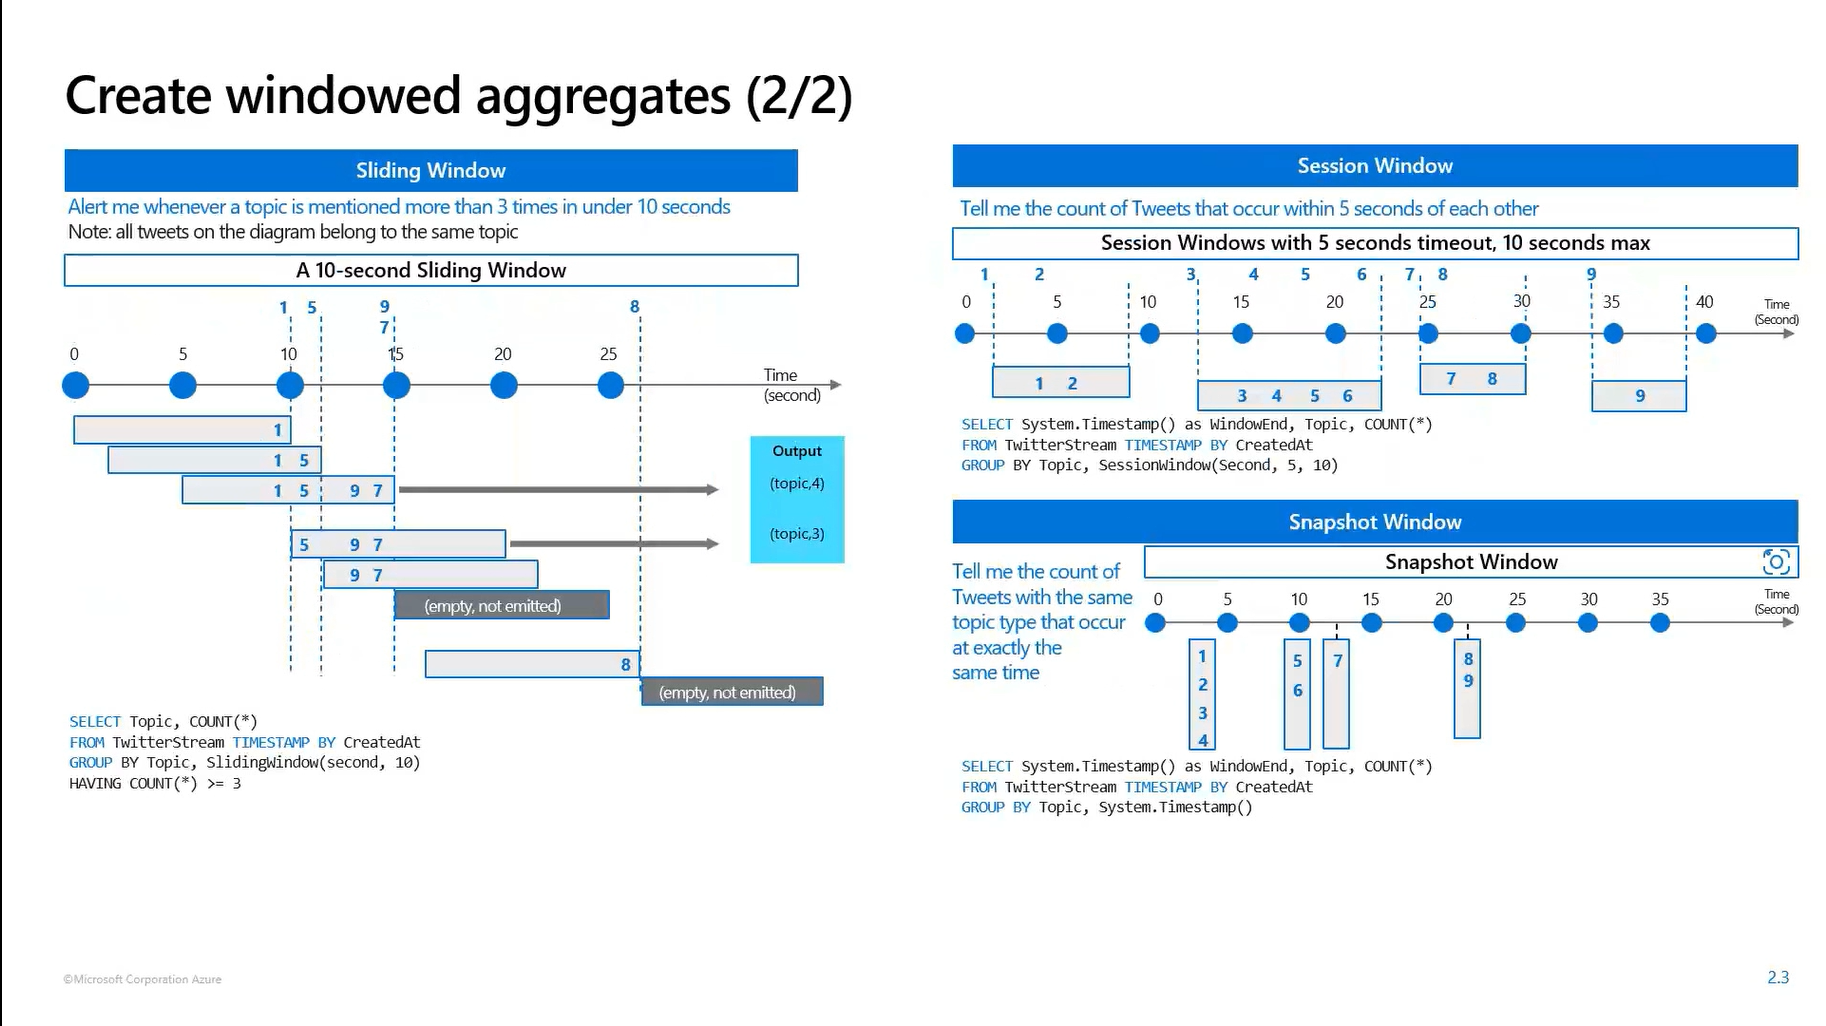 Create windowed aggregates (2/2)
Sliding Window
Alert me whenever a topic is mentioned more than 3 times in under 10 seconds
Note: all tweets on the diagram belong to the same topic
A 10-second Sliding Window
1 5 9 8
7
0 5 10 15 20 25
Time
(second)
1
1 5
1 5 9 7
5 9 7
9 7
(empty, not emitted)
8
(empty, not emitted)
Output
(topic,4)
(topic,3)
SELECT Topic, COUNT(*)
FROM TwitterStream TIMESTAMP BY CreatedAt
GROUP BY Topic, SlidingWindow(second, 10)
HAVING COUNT(*) >= 3
Session Window
Tell me the count of Tweets that occur within 5 seconds of each other
Session Windows with 5 seconds timeout, 10 seconds max
1 2 3 4 5 6 7 8 9
0 5 10 15 20 25 30 35 40
Time
(Second)
1 2
3 4 5 6
7 8
9
SELECT System.Timestamp() as WindowEnd, Topic, COUNT(*)
FROM TwitterStream TIMESTAMP BY CreatedAt
GROUP BY Topic, SessionWindow(Second, 5, 10)
Snapshot Window
Snapshot Window
Tell me the count of
Tweets with the same
topic type that occur
at exactly the
same time
0 5 10 15 20 25 30 35
Time
(Second)
1 5 7 8
2 6 9
3
4
SELECT System.Timestamp() as WindowEnd, Topic, COUNT(*)
FROM TwitterStream TIMESTAMP BY CreatedAt
GROUP BY Topic, System.Timestamp()
©Microsoft Corporation Azure
2.3